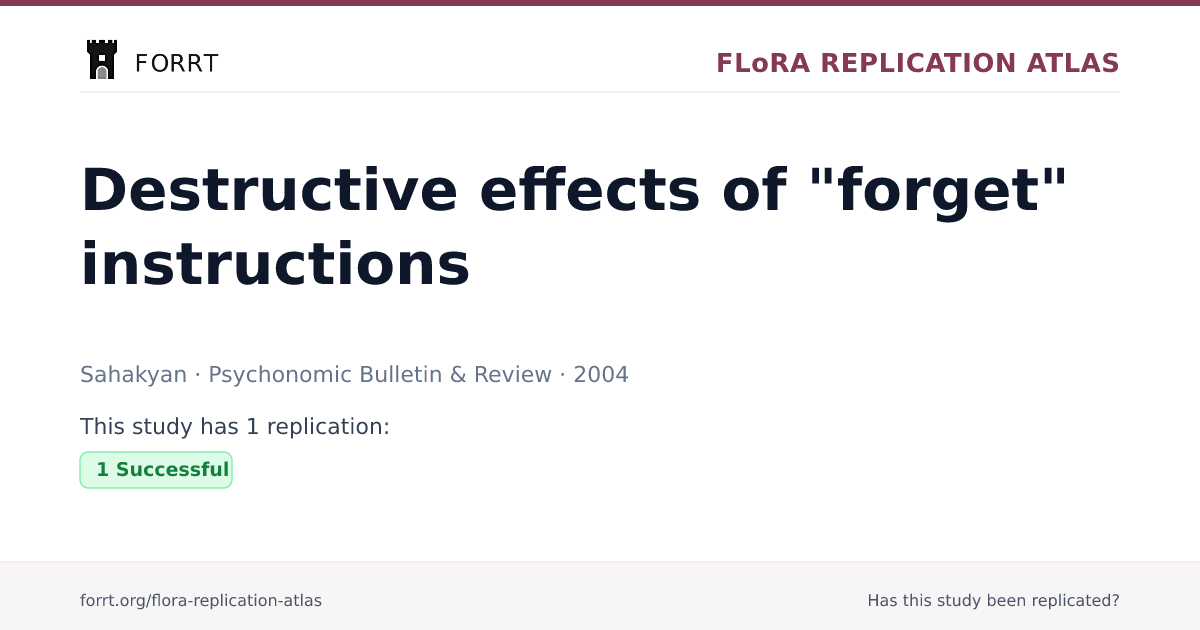 FORRT
FLoRA REPLICATION ATLAS
Destructive effects of "forget"
instructions
Sahakyan · Psychonomic Bulletin & Review · 2004
This study has 1 replication:
1 Successful
forrt.org/flora-replication-atlas
Has this study been replicated?